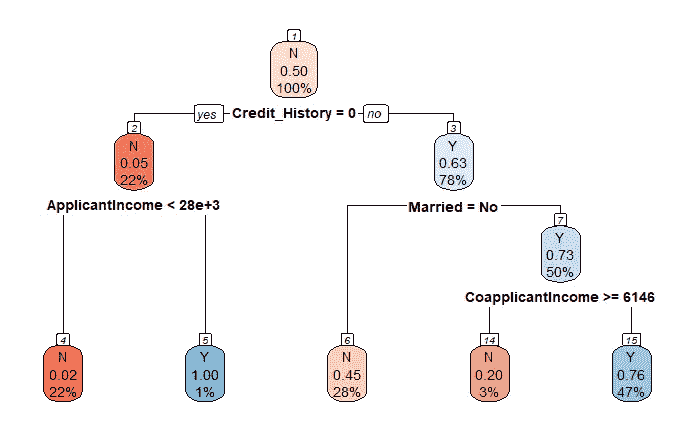 1
N
0.50
100%
yes Credit_History = 0 no
2
N
0.05
22%
3
Y
0.63
78%
ApplicantIncome < 28e+3
Married = No
7
Y
0.73
50%
CoapplicantIncome >= 6146
4
N
0.02
22%
5
Y
1.00
1%
6
N
0.45
28%
14
N
0.20
3%
15
Y
0.76
47%